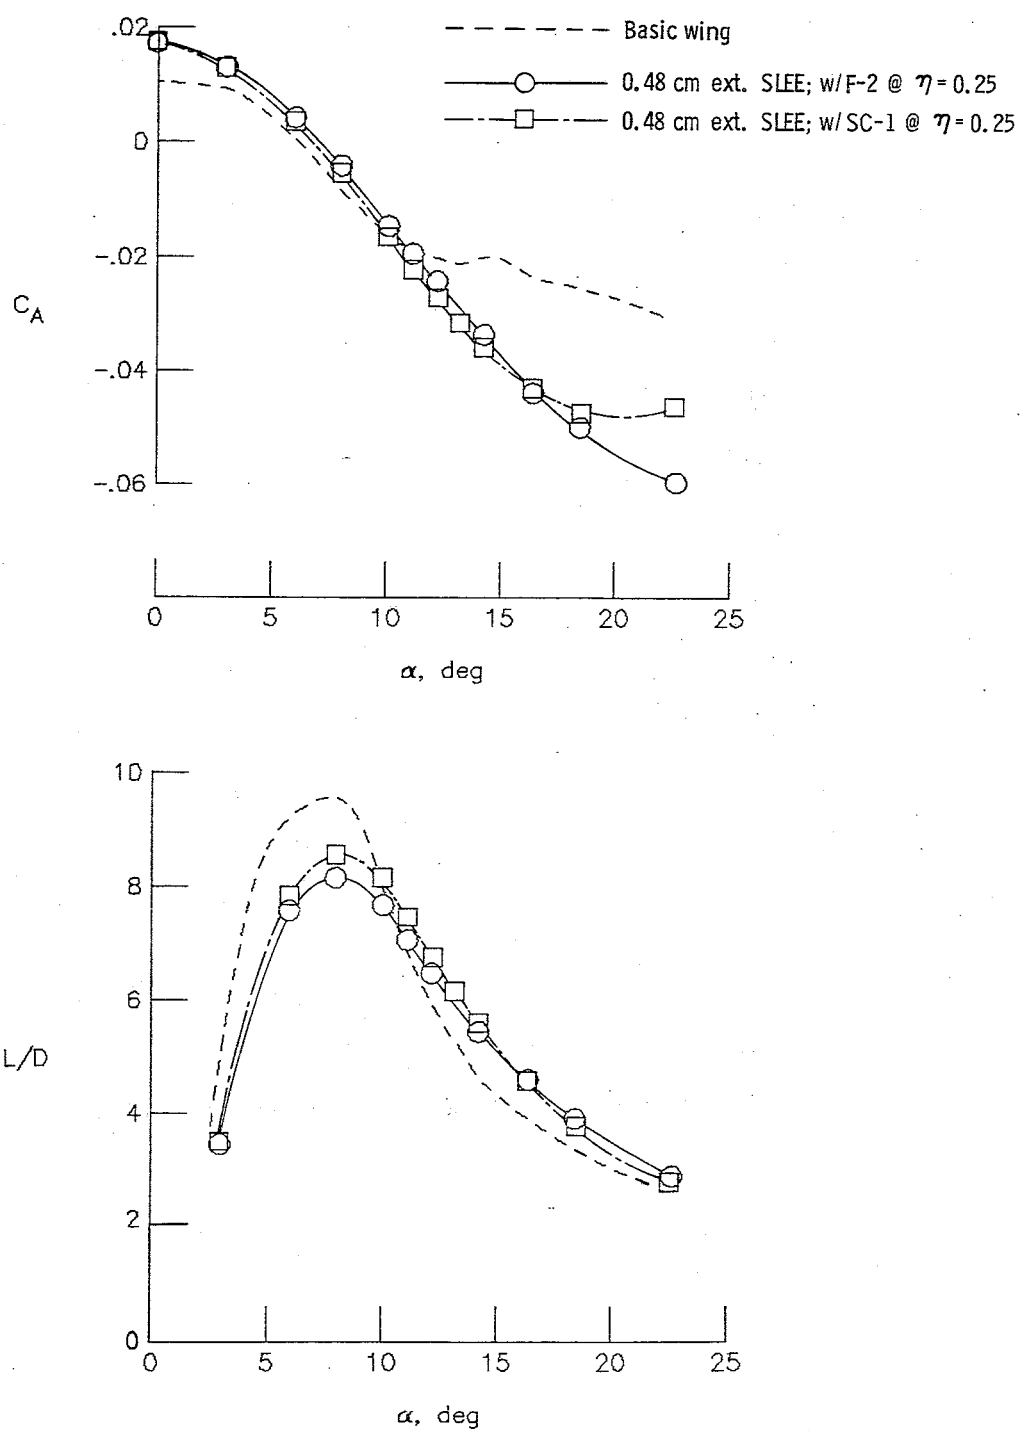 .02
Basic wing
0.48 cm ext. SLEE; w/F-2 @ η = 0.25
0.48 cm ext. SLEE; w/SC-1 @ η = 0.25
0
-.02
CA
-.04
-.06
0 5 10 15 20 25
α, deg
10
8
6
L/D
4
2
0
0 5 10 15 20 25
α, deg